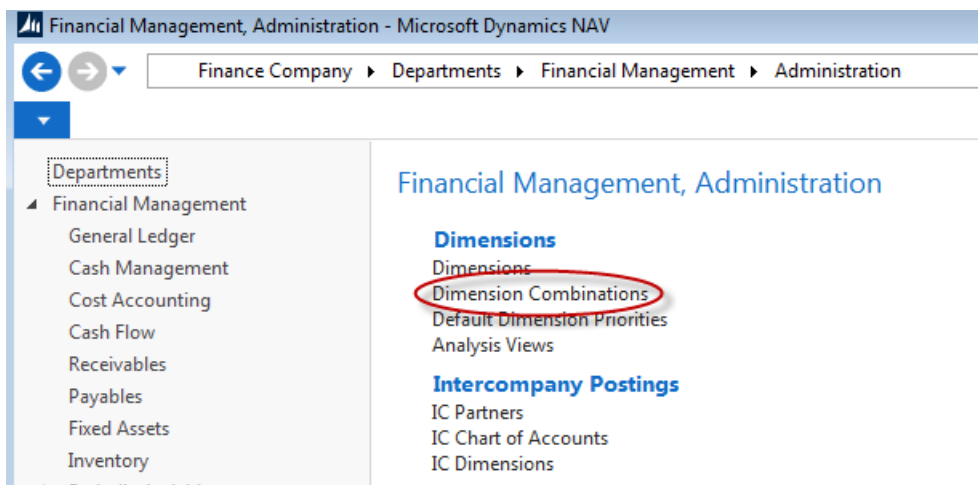 Financial Management, Administration - Microsoft Dynamics NAV
Finance Company ▸ Departments ▸ Financial Management ▸ Administration
Departments
Financial Management
General Ledger
Cash Management
Cost Accounting
Cash Flow
Receivables
Payables
Fixed Assets
Inventory
Financial Management, Administration
Dimensions
Dimensions
Dimension Combinations
Default Dimension Priorities
Analysis Views
Intercompany Postings
IC Partners
IC Chart of Accounts
IC Dimensions